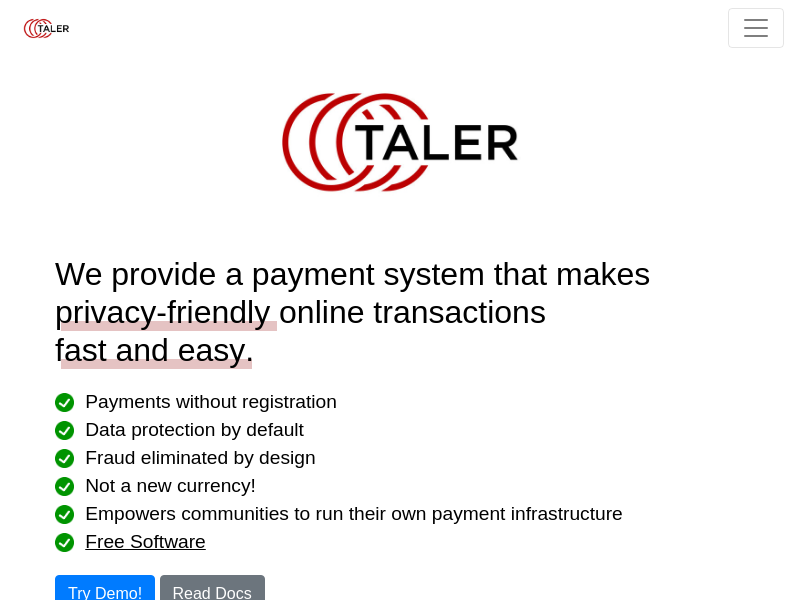 TALER
TALER
We provide a payment system that makes
privacy-friendly online transactions
fast and easy.
Payments without registration
Data protection by default
Fraud eliminated by design
Not a new currency!
Empowers communities to run their own payment infrastructure
Free Software
Try Demo! Read Docs